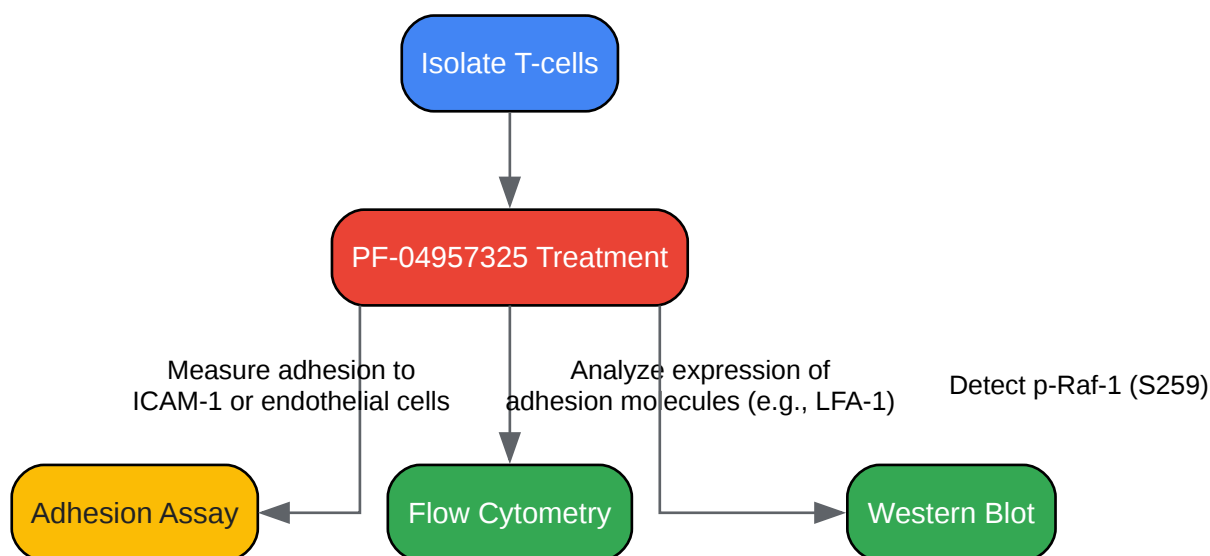 Isolate T-cells
PF-04957325 Treatment
Measure adhesion to
ICAM-1 or endothelial cells
Analyze expression of
adhesion molecules (e.g., LFA-1)
Detect p-Raf-1 (S259)
Adhesion Assay
Flow Cytometry
Western Blot